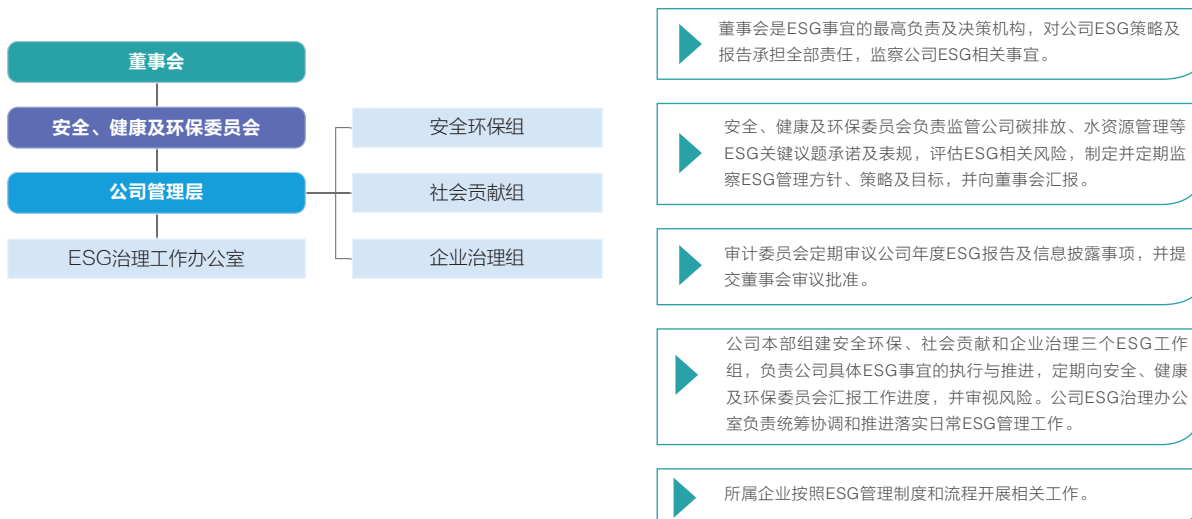 董事会
安全、健康及环保委员会
公司管理层
ESG治理工作办公室
安全环保组
社会贡献组
企业治理组
董事会是ESG事宜的最高负责及决策机构，对公司ESG策略及
报告承担全部责任，监察公司ESG相关事宜。
安全、健康及环保委员会负责监管公司碳排放、水资源管理等
ESG关键议题承诺及表规，评估ESG相关风险，制定并定期监
察ESG管理方针、策略及目标，并向董事会汇报。
审计委员会定期审议公司年度ESG报告及信息披露事项，并提
交董事会审议批准。
公司本部组建安全环保、社会贡献和企业治理三个ESG工作
组，负责公司具体ESG事宜的执行与推进，定期向安全、健康
及环保委员会汇报工作进度，并审视风险。公司ESG治理办公
室负责统筹协调和推进落实日常ESG管理工作。
所属企业按照ESG管理制度和流程开展相关工作。